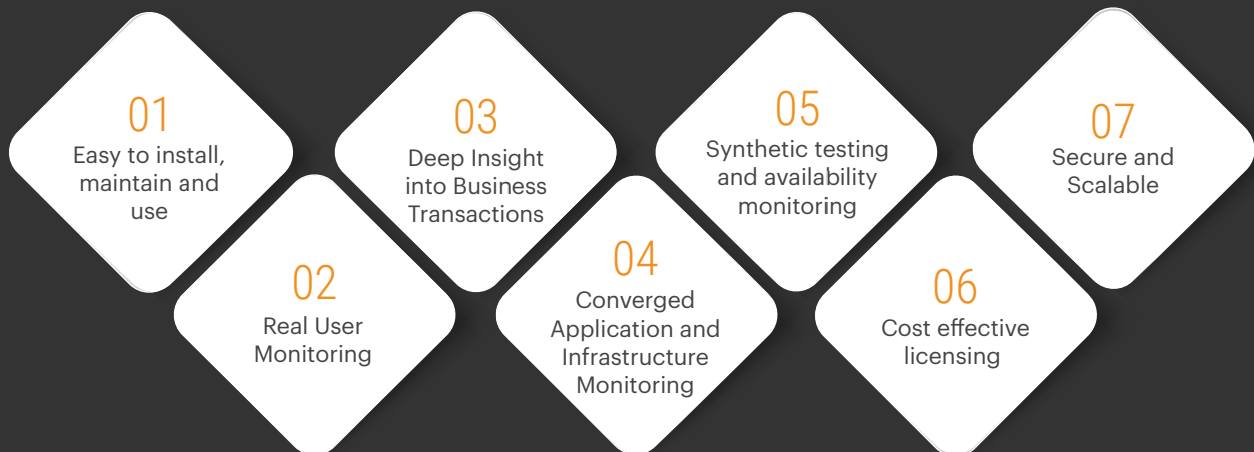 01
Easy to install,
maintain and
use
02
Real User
Monitoring
03
Deep Insight
into Business
Transactions
04
Converged
Application and
Infrastructure
Monitoring
05
Synthetic testing
and availability
monitoring
06
Cost effective
licensing
07
Secure and
Scalable